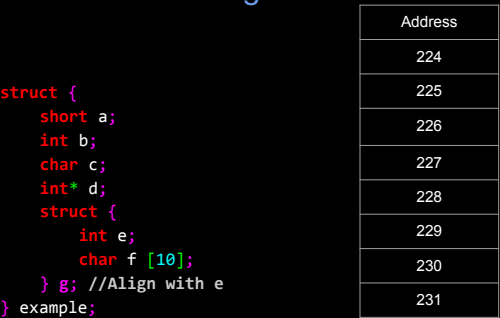 Address
224
225
226
227
228
229
230
231
struct {
    short a;
    int b;
    char c;
    int* d;
    struct {
        int e;
        char f [10];
    } g; //Align with e
} example;